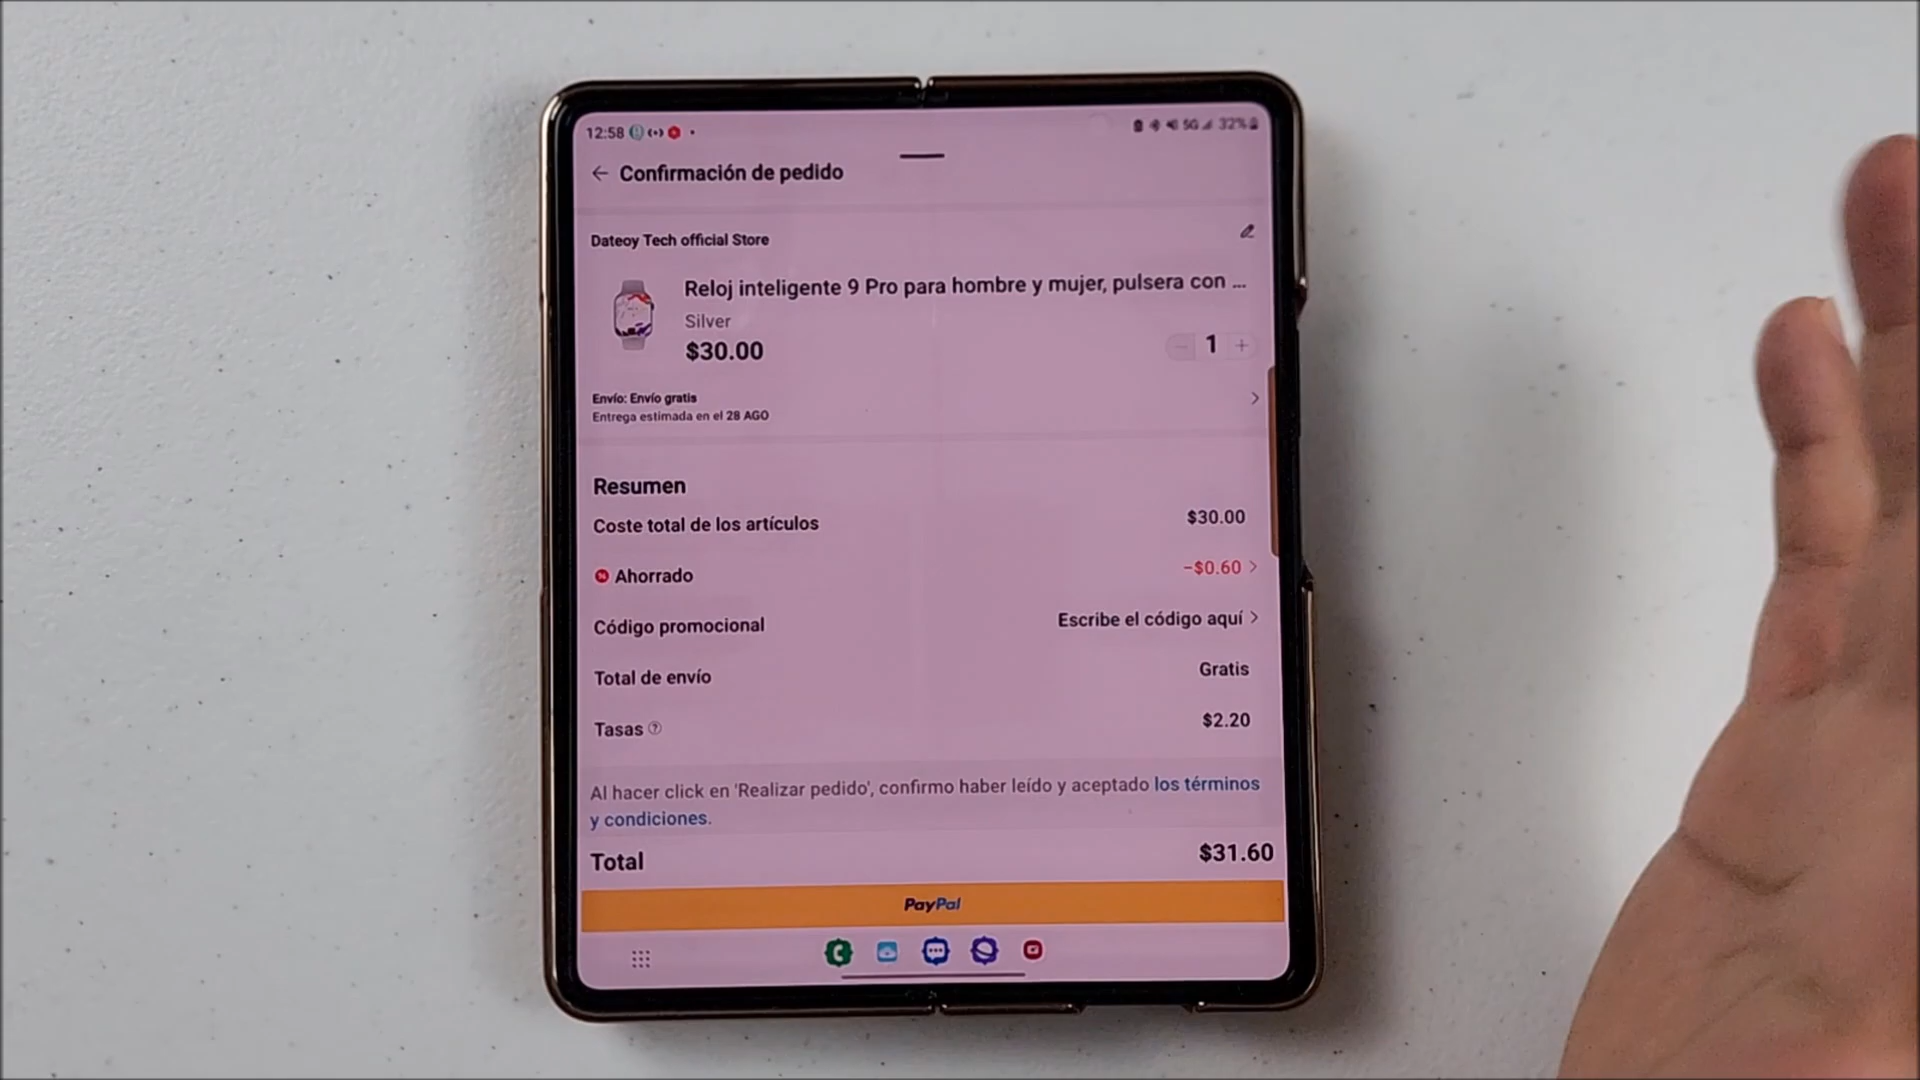 12:58
5G 32%
Confirmación de pedido
Dateoy Tech official Store
Reloj inteligente 9 Pro para hombre y mujer, pulsera con ...
Silver
$30.00
1
Envío: Envío gratis
Entrega estimada en el 28 AGO
Resumen
Coste total de los artículos $30.00
Ahorrado -$0.60
Código promocional Escribe el código aquí
Total de envío Gratis
Tasas $2.20
Al hacer click en 'Realizar pedido', confirmo haber leído y aceptado los términos
y condiciones.
Total $31.60
PayPal